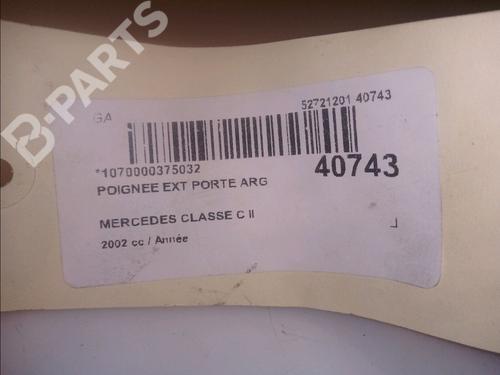 B-PARTS
GA
52721201 40743
*1070000375032
40743
POIGNEE EXT PORTE ARG
MERCEDES CLASSE C II
2002 cc / Année